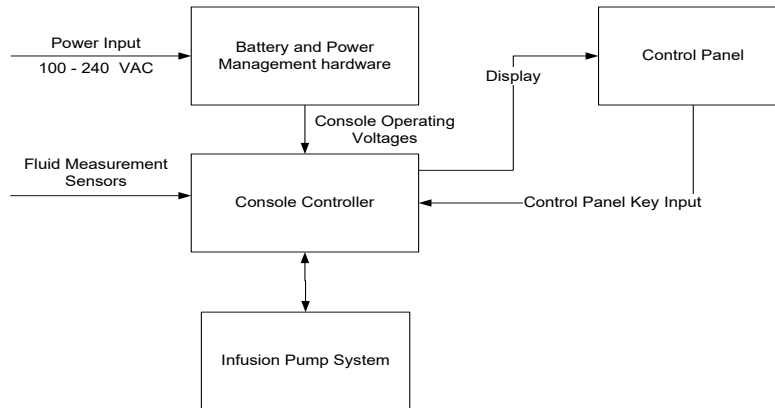 Power Input
100 - 240 VAC
Battery and Power
Management hardware
Display
Control Panel
Console Operating
Voltages
Fluid Measurement
Sensors
Console Controller
Control Panel Key Input
Infusion Pump System